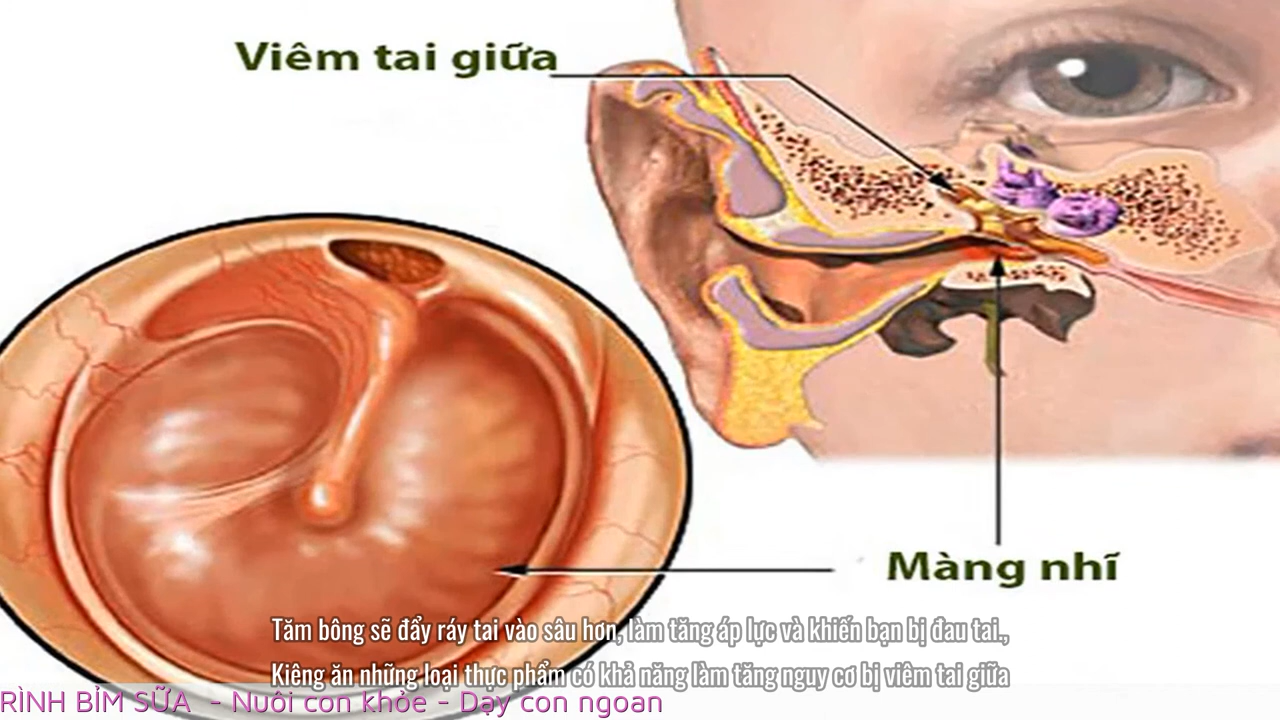 Viêm tai giữa
Màng nhĩ
Tăm bông sẽ đẩy ráy tai vào sâu hơn, làm tăng áp lực và khiến bạn bị đau tai.,
Kiêng ăn những loại thực phẩm có khả năng làm tăng nguy cơ bị viêm tai giữa
RÌNH BỈM SỮA - Nuôi con khỏe - Dạy con ngoan